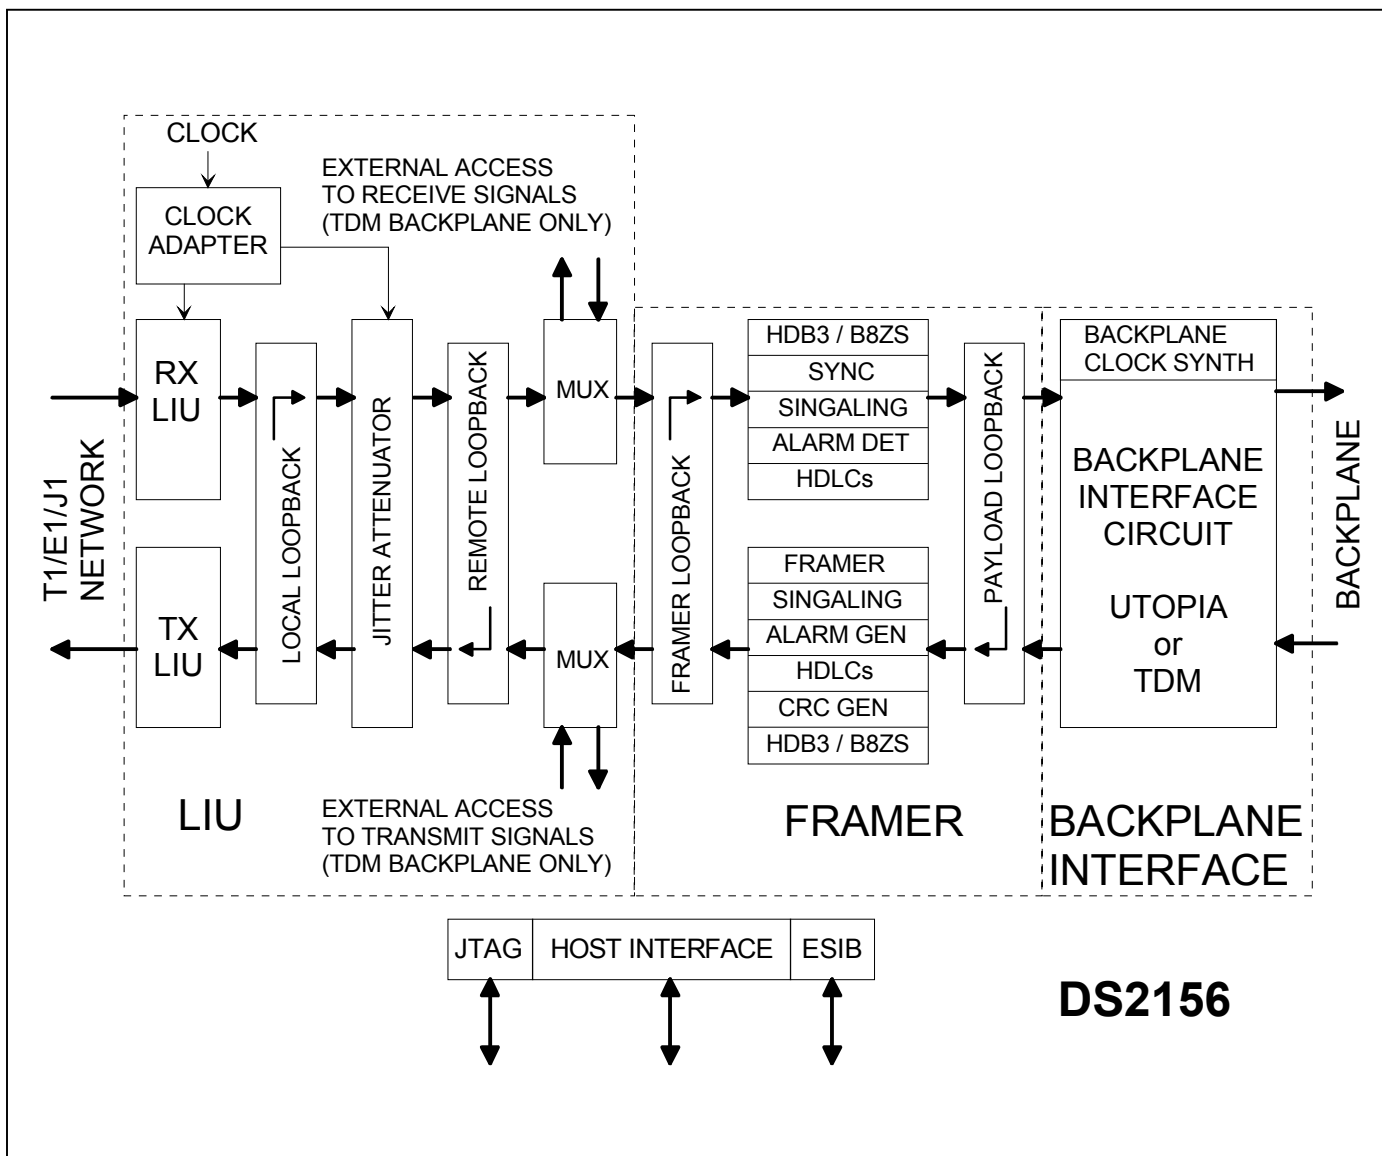 CLOCK
CLOCK
ADAPTER
EXTERNAL ACCESS
TO RECEIVE SIGNALS
(TDM BACKPLANE ONLY)
T1/E1/J1
NETWORK
RX
LIU
TX
LIU
LOCAL LOOPBACK
JITTER ATTENUATOR
REMOTE LOOPBACK
MUX
MUX
EXTERNAL ACCESS
TO TRANSMIT SIGNALS
(TDM BACKPLANE ONLY)
LIU
FRAMER LOOPBACK
HDB3 / B8ZS
SYNC
SINGALING
ALARM DET
HDLCs
FRAMER
SINGALING
ALARM GEN
HDLCs
CRC GEN
HDB3 / B8ZS
PAYLOAD LOOPBACK
FRAMER
BACKPLANE
CLOCK SYNTH
BACKPLANE
INTERFACE
CIRCUIT
UTOPIA
or
TDM
BACKPLANE
BACKPLANE
INTERFACE
JTAG
HOST INTERFACE
ESIB
DS2156